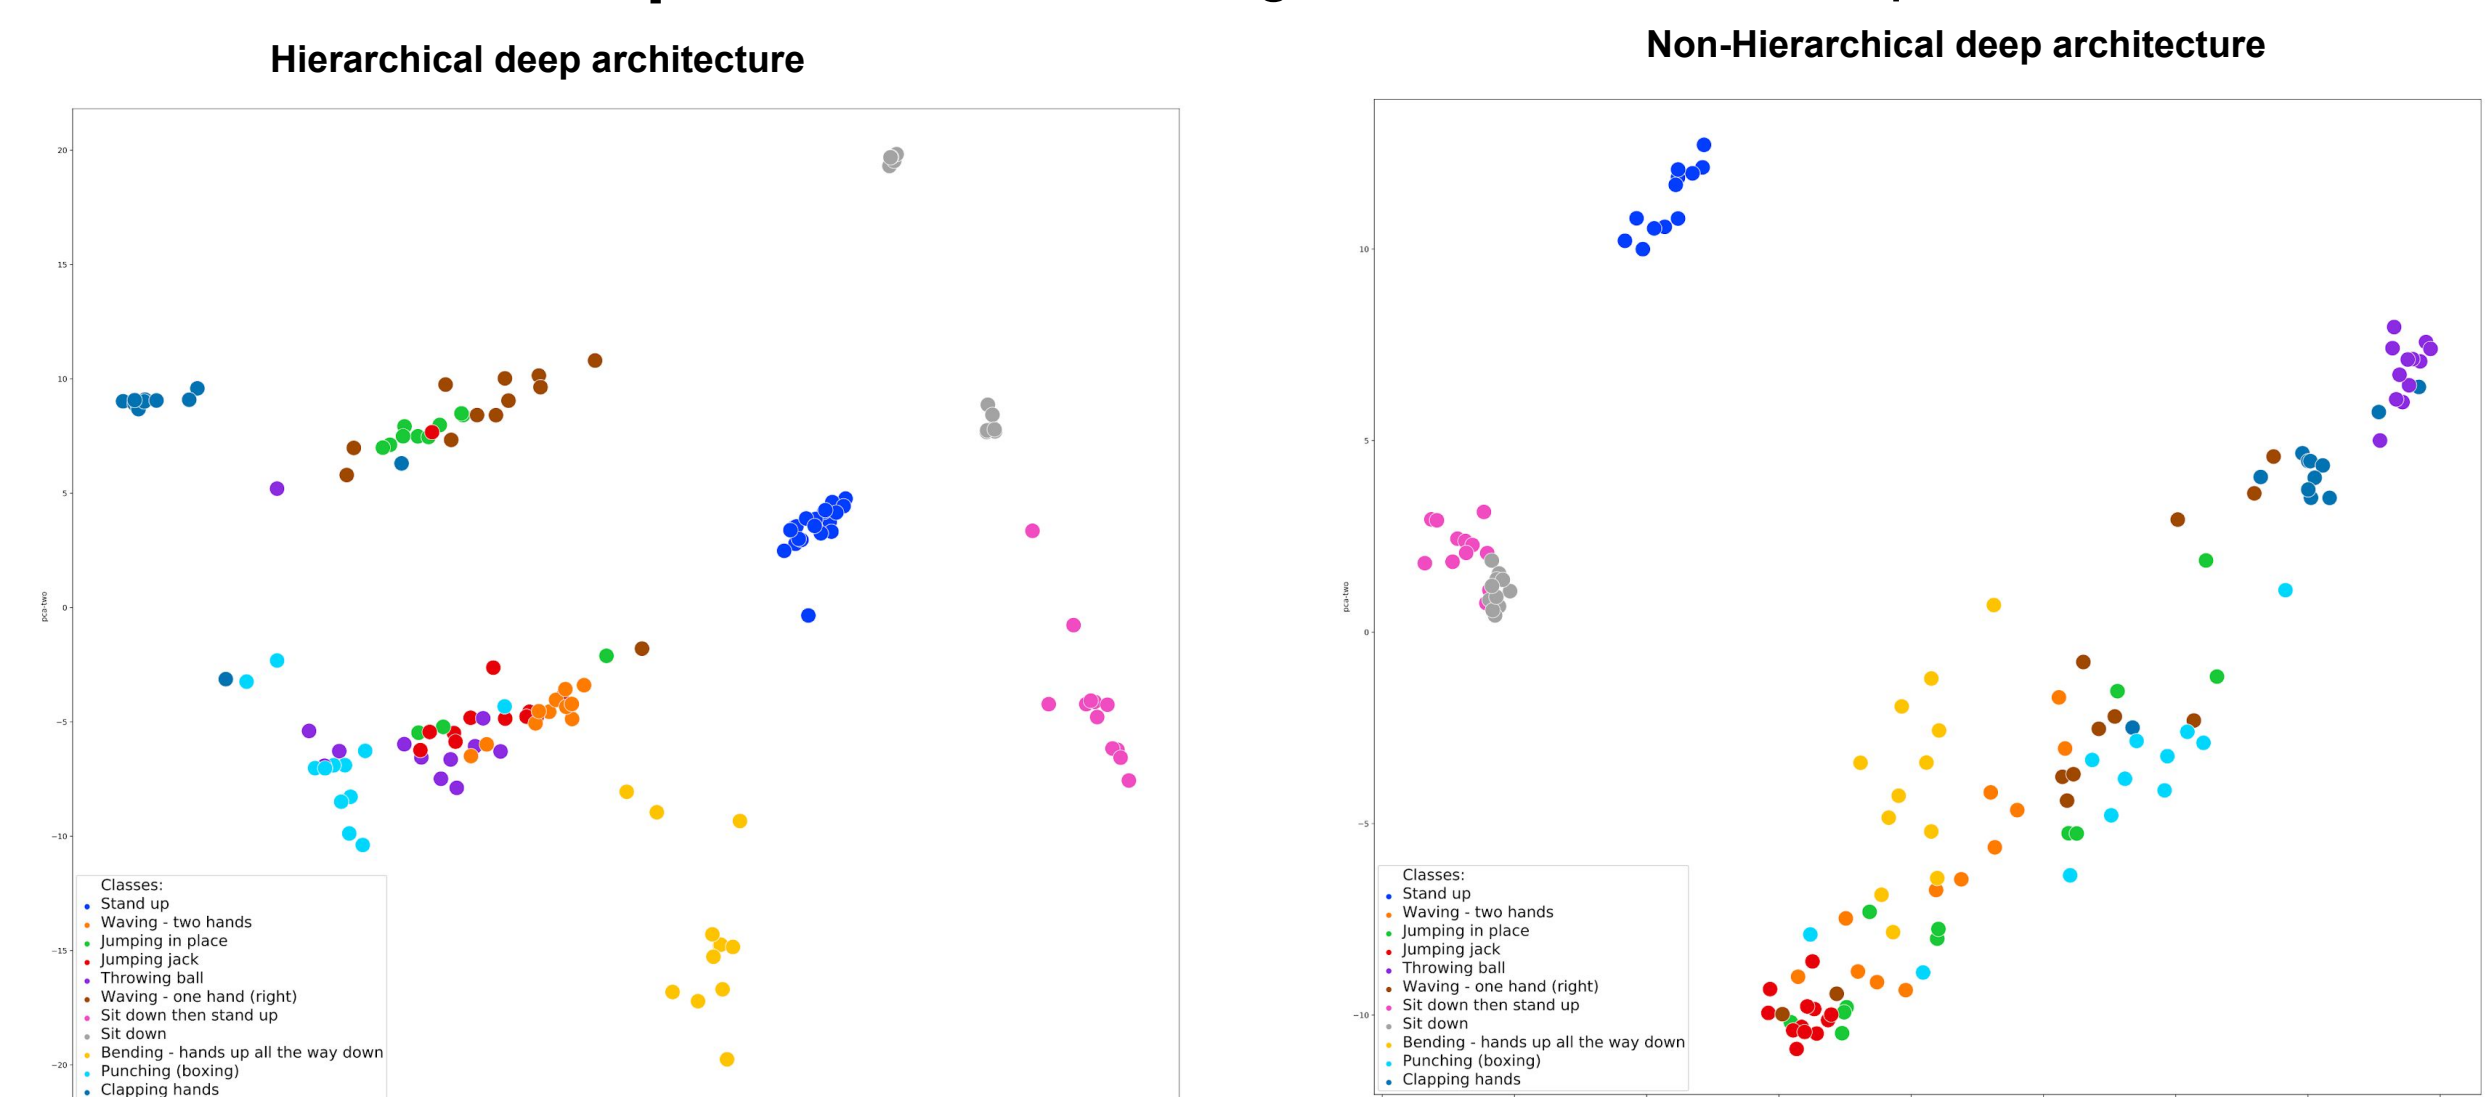 Hierarchical deep architecture
Non-Hierarchical deep architecture
20
15
10
5
0
−5
−10
−15
−20
pca-two
Classes:
Stand up
Waving - two hands
Jumping in place
Jumping jack
Throwing ball
Waving - one hand (right)
Sit down then stand up
Sit down
Bending - hands up all the way down
Punching (boxing)
Clapping hands
10
5
0
−5
−10
pca-two
Classes:
Stand up
Waving - two hands
Jumping in place
Jumping jack
Throwing ball
Waving - one hand (right)
Sit down then stand up
Sit down
Bending - hands up all the way down
Punching (boxing)
Clapping hands